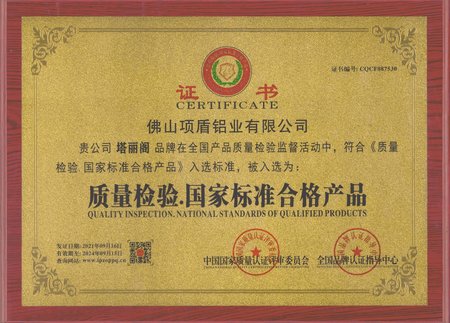 证书编号: CQCF087530
证 书
CERTIFICATE
佛山项盾铝业有限公司
贵公司 塔丽阁 品牌在全国产品质量检验监督活动中，符合《质量
检验.国家标准合格产品》入选标准，被入选为：
质量检验.国家标准合格产品
QUALITY INSPECTION. NATIONAL STANDARDS OF QUALIFIED PRODUCTS
发证日期:2021年09月16日
有效期至:2024年09月15日
中国国家质量认证评审委员会
全国品牌认证指导中心